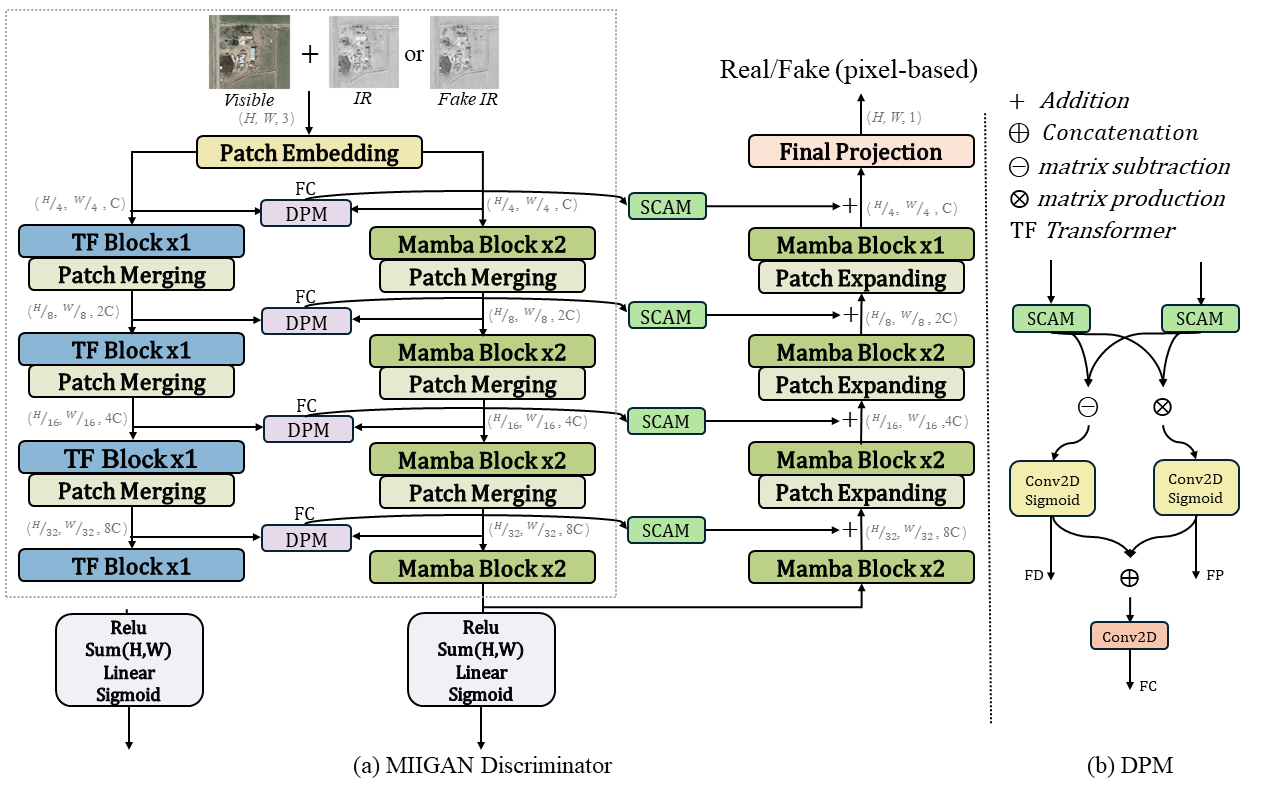 + or
Visible IR Fake IR
(H, W, 3)
Patch Embedding
(H/4, W/4 , C)
FC
DPM
(H/4, W/4 , C)
TF Block x1
Patch Merging
Mamba Block x2
Patch Merging
(H/8, W/8 , 2C)
FC
DPM
(H/8, W/8 , 2C)
TF Block x1
Patch Merging
Mamba Block x2
Patch Merging
(H/16, W/16 , 4C)
FC
DPM
(H/16, W/16 , 4C)
TF Block x1
Patch Merging
Mamba Block x2
Patch Merging
(H/32, W/32 , 8C)
FC
DPM
(H/32, W/32 , 8C)
TF Block x1
Mamba Block x2
Relu
Sum(H,W)
Linear
Sigmoid
Relu
Sum(H,W)
Linear
Sigmoid
Real/Fake (pixel-based)
(H, W, 1)
Final Projection
SCAM
+
(H/4, W/4 , C)
Mamba Block x1
Patch Expanding
SCAM
+
(H/8, W/8 , 2C)
Mamba Block x2
Patch Expanding
SCAM
+
(H/16, W/16 ,4C)
Mamba Block x2
Patch Expanding
SCAM
+
(H/32, W/32 , 8C)
Mamba Block x2
(a) MIIGAN Discriminator
+ Addition
⊕ Concatenation
⊖ matrix subtraction
⊗ matrix production
TF Transformer
SCAM SCAM
⊖ ⊗
Conv2D
Sigmoid
Conv2D
Sigmoid
FD ⊕ FP
Conv2D
FC
(b) DPM